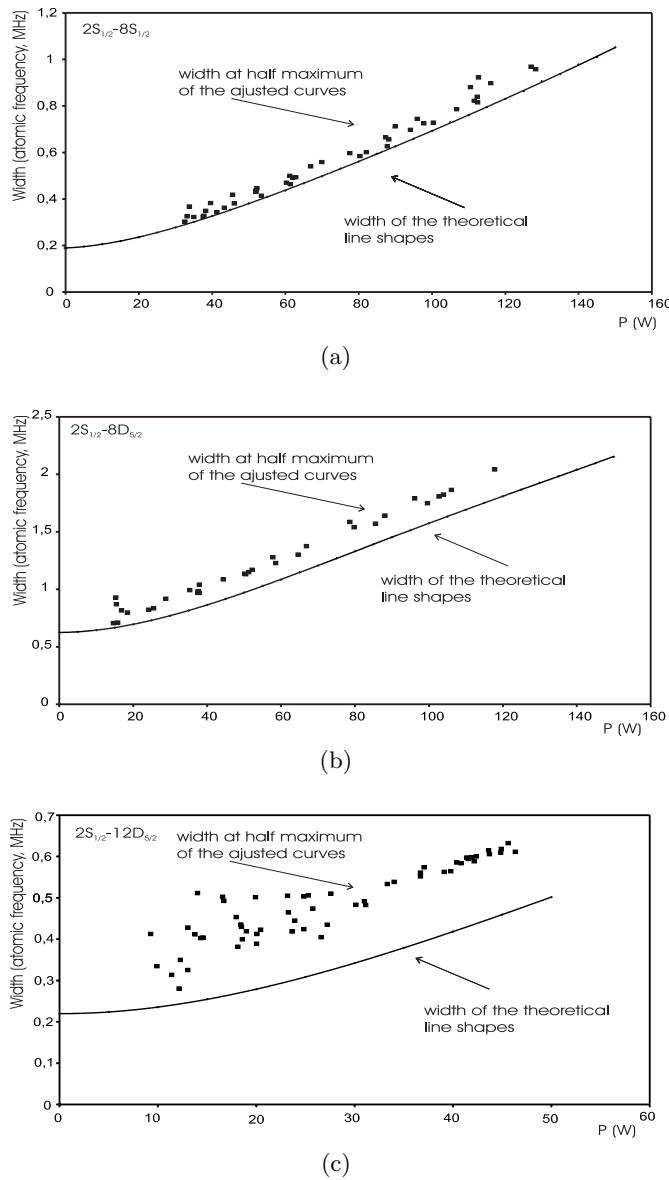 2S1/2-8S1/2
Width (atomic frequency, MHz)
1,2
1
0,8
0,6
0,4
0,2
0
width at half maximum
of the ajusted curves
width of the theoretical
line shapes
0 20 40 60 80 100 120 140 160
P (W)
(a)
2S1/2-8D5/2
Width (atomic frequency, MHz)
2,5
2
1,5
1
0,5
0
width at half maximum
of the ajusted curves
width of the theoretical
line shapes
0 20 40 60 80 100 120 140 160
P (W)
(b)
2S1/2-12D5/2
Width (atomic frequency, MHz)
0,7
0,6
0,5
0,4
0,3
0,2
0,1
0
width at half maximum
of the ajusted curves
width of the theoretical
line shapes
0 10 20 30 40 50 60
P (W)
(c)